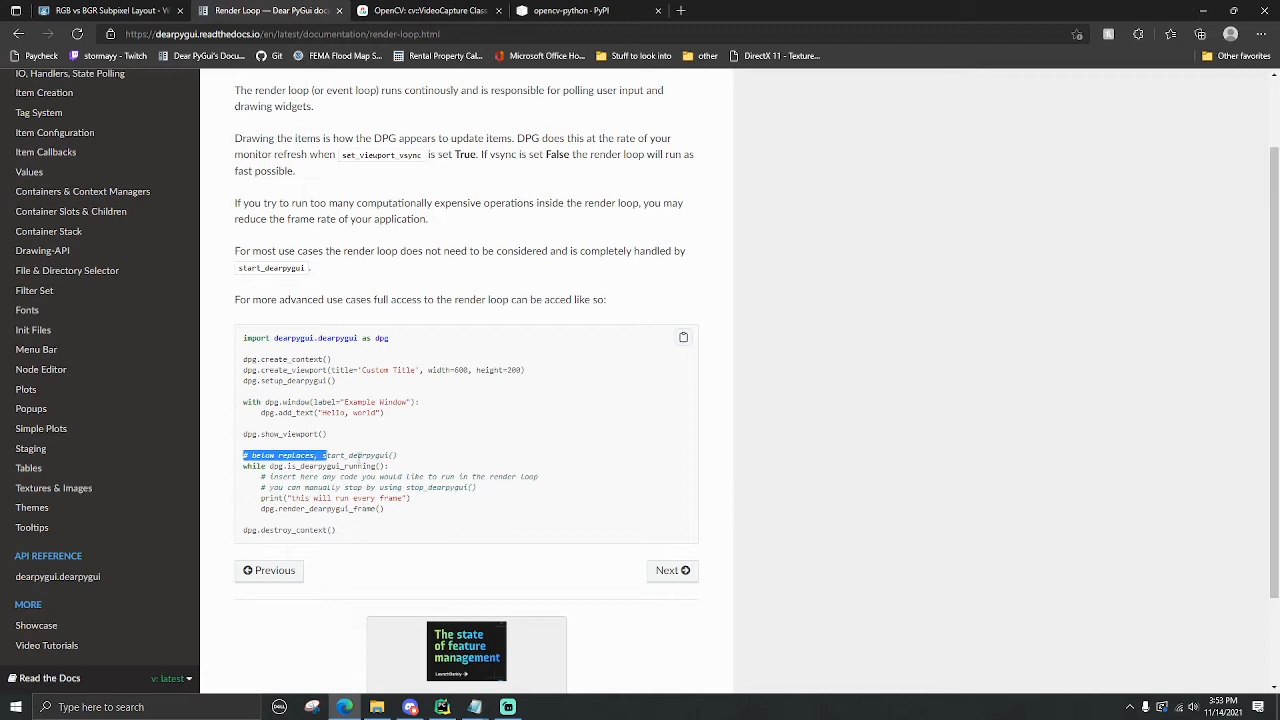 RGB vs BGR Subpixel Layout - W
Render Loop — Dear PyGui docu
OpenCV: cv::VideoCapture Class
opencv-python · PyPI
https://dearpygui.readthedocs.io/en/latest/documentation/render-loop.html
Paycheck
stormayy - Twitch
Dear PyGui's Docu...
Git
FEMA Flood Map S...
Rental Property Cal...
Microsoft Office Ho...
Stuff to look into
other
DirectX 11 - Texture...
Other favorites
IO, Handlers, State Polling
Item Creation
Tag System
Item Configuration
Item Callbacks
Values
Containers & Context Managers
Container Slots & Children
Container Stack
Drawing-API
File & Directory Selector
Filter Set
Fonts
Init Files
Menu Bar
Node Editor
Plots
Popups
Simple Plots
Staging
Tables
Textures & Images
Themes
Tooltips
API REFERENCE
dearpygui.dearpygui
MORE
Showcase
Video Tutorials
Read the Docs
v: latest
The render loop (or event loop) runs continously and is responsible for polling user input and
drawing widgets.
Drawing the items is how the DPG appears to update items. DPG does this at the rate of your
monitor refresh when set_viewport_vsync is set True. If vsync is set False the render loop will run as
fast possible.
If you try to run too many computationally expensive operations inside the render loop, you may
reduce the frame rate of your application.
For most use cases the render loop does not need to be considered and is completely handled by
start_dearpygui .
For more advanced use cases full access to the render loop can be acced like so:
import dearpygui.dearpygui as dpg
dpg.create_context()
dpg.create_viewport(title='Custom Title', width=600, height=200)
dpg.setup_dearpygui()
with dpg.window(label="Example Window"):
dpg.add_text("Hello, world")
dpg.show_viewport()
# below replaces, start_dearpygui()
while dpg.is_dearpygui_running():
# insert here any code you would like to run in the render loop
# you can manually stop by using stop_dearpygui()
print("this will run every frame")
dpg.render_dearpygui_frame()
dpg.destroy_context()
Previous
Next
The state
of feature
management
LaunchDarkly
Type here to search
DELL
3:53 PM
11/14/2021